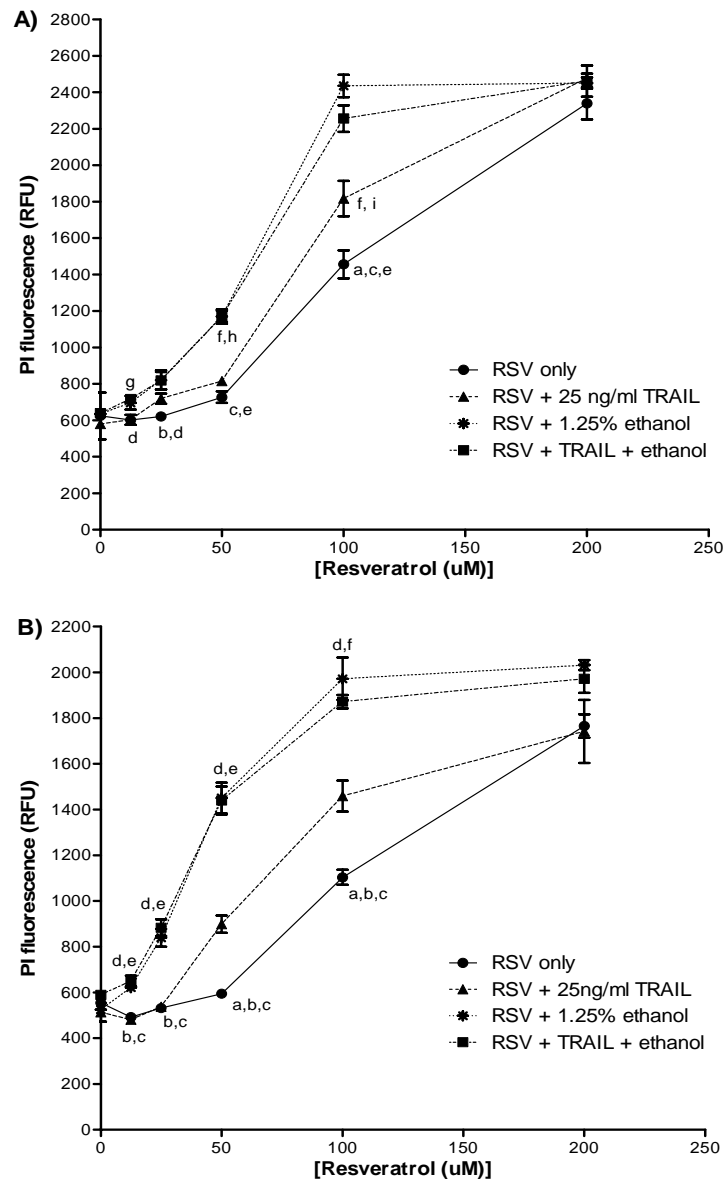 A)
2800
2600
2400
2200
2000
1800
1600
1400
1200
1000
800
600
400
200
0
PI fluorescence (RFU)
g
d
b,d
f,h
c,e
f, i
a,c,e
RSV only
RSV + 25 ng/ml TRAIL
RSV + 1.25% ethanol
RSV + TRAIL + ethanol
0 50 100 150 200 250
[Resveratrol (uM)]
B)
2200
2000
1800
1600
1400
1200
1000
800
600
400
200
0
PI fluorescence (RFU)
d,f
d,e
d,e
d,e
b,c
b,c
a,b,c
a,b,c
RSV only
RSV + 25ng/ml TRAIL
RSV + 1.25% ethanol
RSV + TRAIL + ethanol
0 50 100 150 200 250
[Resveratrol (uM)]